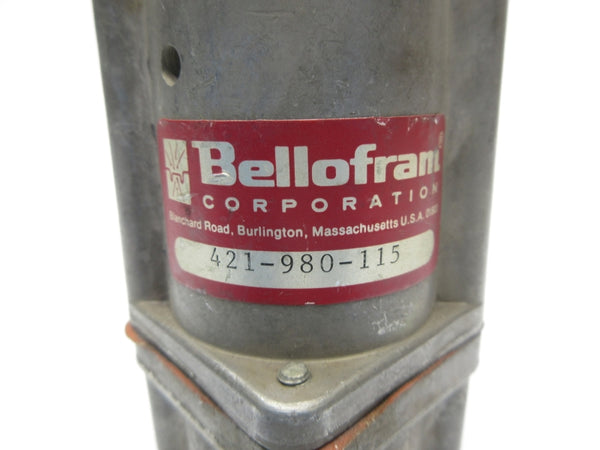 Bellofram®
CORPORATION
Blanchard Road, Burlington, Massachusetts U.S.A.
421-980-115